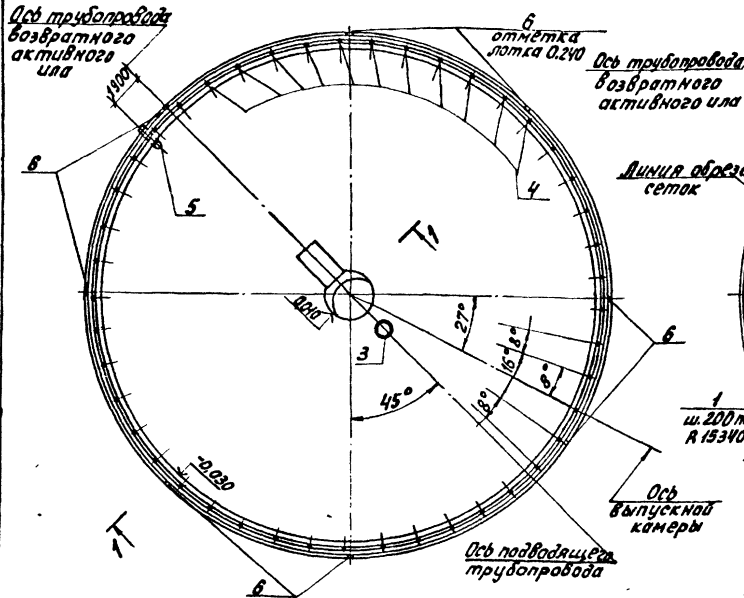 Ось трубопровода
возвратного
активного
ила
1900
6
отметка
лотка 0.240
Ось трубопровода
возвратного
активного ила
Линия обрез
сеток
6
5
4
1
0,010
3
27°
16°
8°
8°
8°
45°
6
1
ш.200
R 15340
-0,030
1
Ось
выпускной
камеры
Ось подводящего
трубопровода
6